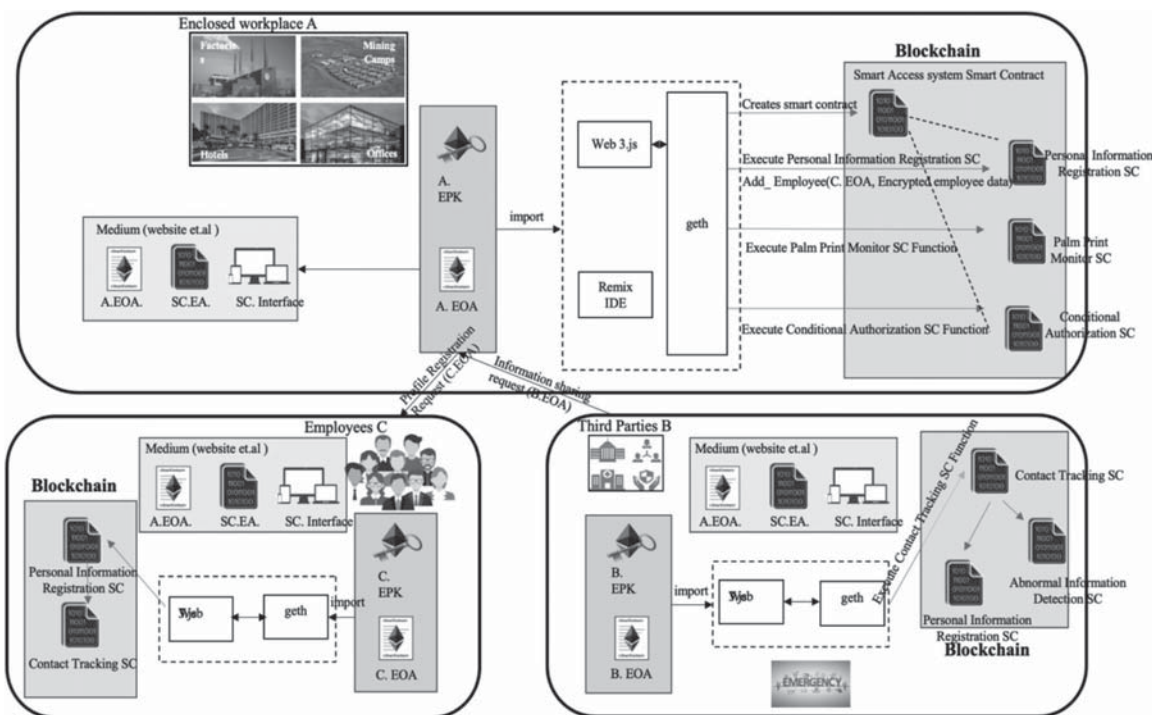 Enclosed workplace A
Factorie
s
Mining
Camps
Hotels
Offices
Blockchain
Smart Access system Smart Contract
Creates smart contract
Web 3.js
Execute Personal Information Registration SC
Add_ Employee(C. EOA, Encrypted employee data)
Personal Information
Registration SC
A.
EPK
import
geth
Medium (website et.al )
A.EOA.
SC.EA.
SC. Interface
A. EOA
Execute Palm Print Monitor SC Function
Palm Print
Monitor SC
Remix
IDE
Execute Conditional Authorization SC Function
Conditional
Authorization SC
Profile Registration
Request (C.EOA)
Information sharing
request (B.EOA)
Employees C
Medium (website et.al )
A.EOA.
SC.EA.
SC. Interface
Blockchain
Personal Information
Registration SC
Contact Tracking SC
geth
import
C.
EPK
C. EOA
Third Parties B
Medium (website et.al )
A.EOA.
SC.EA.
SC. Interface
B.
EPK
import
geth
B. EOA
Execute Contact Tracking SC Function
Contact Tracking SC
Abnormal Information
Detection SC
Personal Information
Registration SC
Blockchain
EMERGENCY